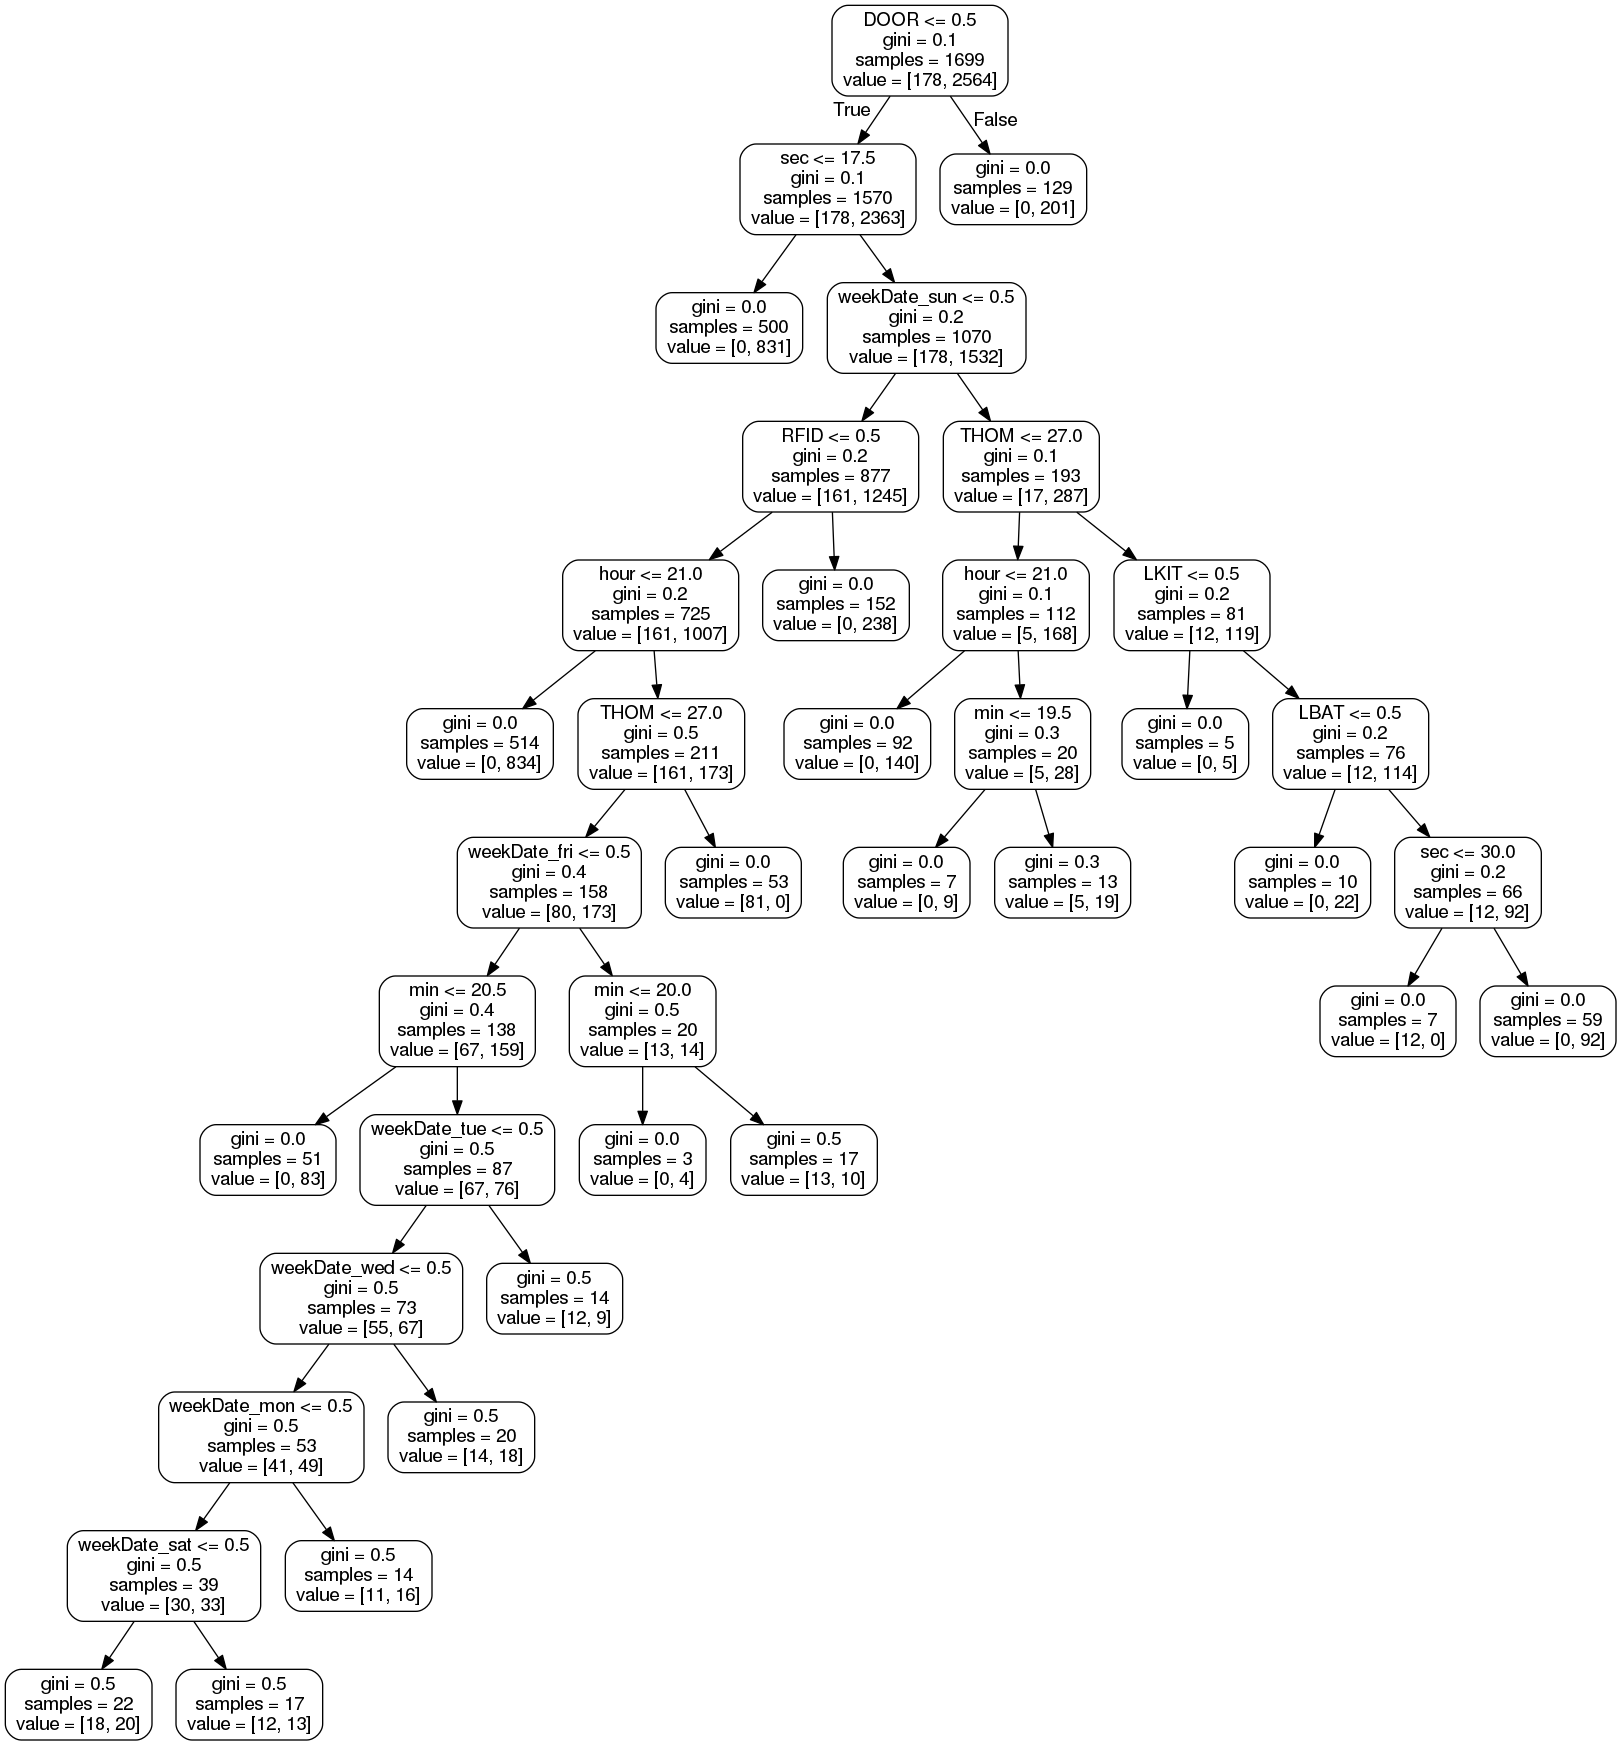 DOOR <= 0.5
gini = 0.1
samples = 1699
value = [178, 2564]
True
False
sec <= 17.5
gini = 0.1
samples = 1570
value = [178, 2363]
gini = 0.0
samples = 129
value = [0, 201]
gini = 0.0
samples = 500
value = [0, 831]
weekDate_sun <= 0.5
gini = 0.2
samples = 1070
value = [178, 1532]
RFID <= 0.5
gini = 0.2
samples = 877
value = [161, 1245]
THOM <= 27.0
gini = 0.1
samples = 193
value = [17, 287]
hour <= 21.0
gini = 0.2
samples = 725
value = [161, 1007]
gini = 0.0
samples = 152
value = [0, 238]
hour <= 21.0
gini = 0.1
samples = 112
value = [5, 168]
LKIT <= 0.5
gini = 0.2
samples = 81
value = [12, 119]
gini = 0.0
samples = 514
value = [0, 834]
THOM <= 27.0
gini = 0.5
samples = 211
value = [161, 173]
gini = 0.0
samples = 92
value = [0, 140]
min <= 19.5
gini = 0.3
samples = 20
value = [5, 28]
gini = 0.0
samples = 5
value = [0, 5]
LBAT <= 0.5
gini = 0.2
samples = 76
value = [12, 114]
weekDate_fri <= 0.5
gini = 0.4
samples = 158
value = [80, 173]
gini = 0.0
samples = 53
value = [81, 0]
gini = 0.0
samples = 7
value = [0, 9]
gini = 0.3
samples = 13
value = [5, 19]
gini = 0.0
samples = 10
value = [0, 22]
sec <= 30.0
gini = 0.2
samples = 66
value = [12, 92]
min <= 20.5
gini = 0.4
samples = 138
value = [67, 159]
min <= 20.0
gini = 0.5
samples = 20
value = [13, 14]
gini = 0.0
samples = 7
value = [12, 0]
gini = 0.0
samples = 59
value = [0, 92]
gini = 0.0
samples = 51
value = [0, 83]
weekDate_tue <= 0.5
gini = 0.5
samples = 87
value = [67, 76]
gini = 0.0
samples = 3
value = [0, 4]
gini = 0.5
samples = 17
value = [13, 10]
weekDate_wed <= 0.5
gini = 0.5
samples = 73
value = [55, 67]
gini = 0.5
samples = 14
value = [12, 9]
weekDate_mon <= 0.5
gini = 0.5
samples = 53
value = [41, 49]
gini = 0.5
samples = 20
value = [14, 18]
weekDate_sat <= 0.5
gini = 0.5
samples = 39
value = [30, 33]
gini = 0.5
samples = 14
value = [11, 16]
gini = 0.5
samples = 22
value = [18, 20]
gini = 0.5
samples = 17
value = [12, 13]